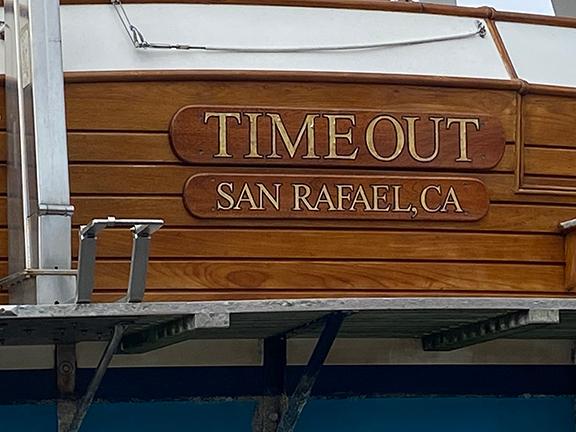 TIME OUT
SAN RAFAEL, CA